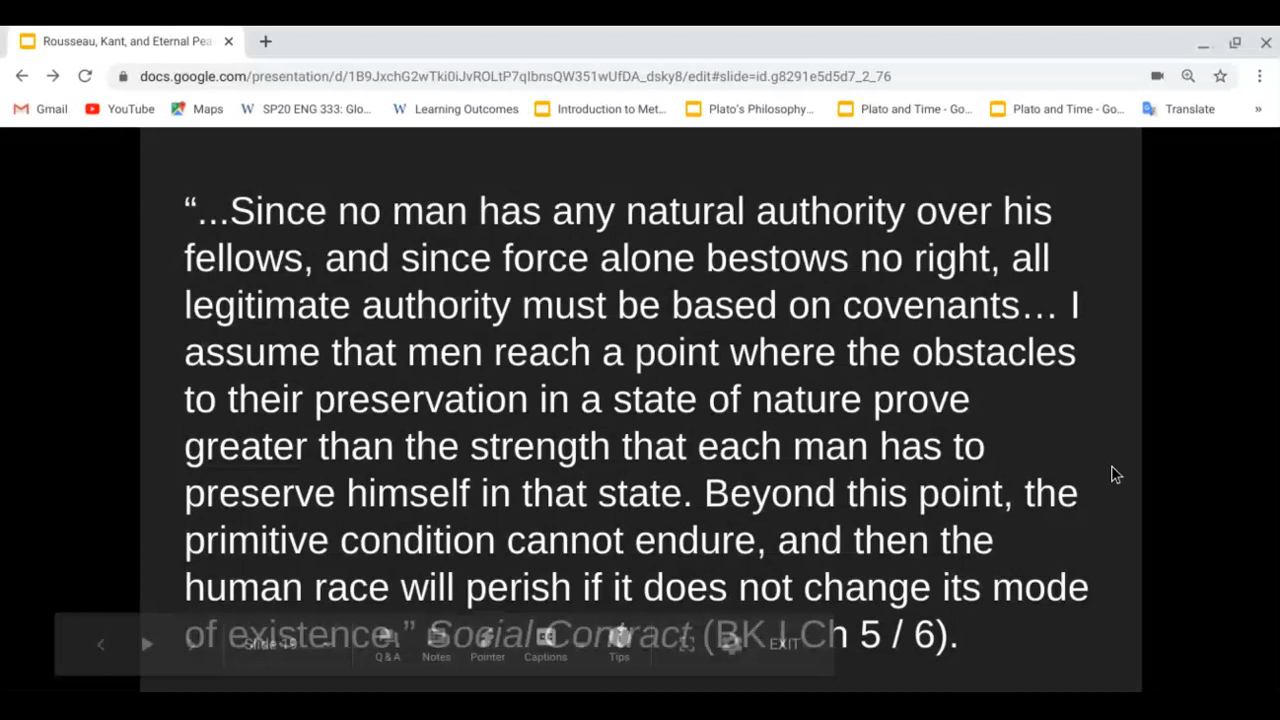 Rousseau, Kant, and Eternal Pea
docs.google.com/presentation/d/1B9JxchG2wTki0iJvROLtP7qIbnsQW351wUfDA_dsky8/edit#slide=id.g8291e5d5d7_2_76
Gmail YouTube Maps SP20 ENG 333: Glo... Learning Outcomes Introduction to Met... Plato's Philosophy... Plato and Time - Go... Plato and Time - Go... Translate »
“...Since no man has any natural authority over his
fellows, and since force alone bestows no right, all
legitimate authority must be based on covenants… I
assume that men reach a point where the obstacles
to their preservation in a state of nature prove
greater than the strength that each man has to
preserve himself in that state. Beyond this point, the
primitive condition cannot endure, and then the
human race will perish if it does not change its mode
of existence.” Social Contract (BK I Ch 5 / 6).
Slide 19 EXIT
Q & A Notes Pointer Captions Tips